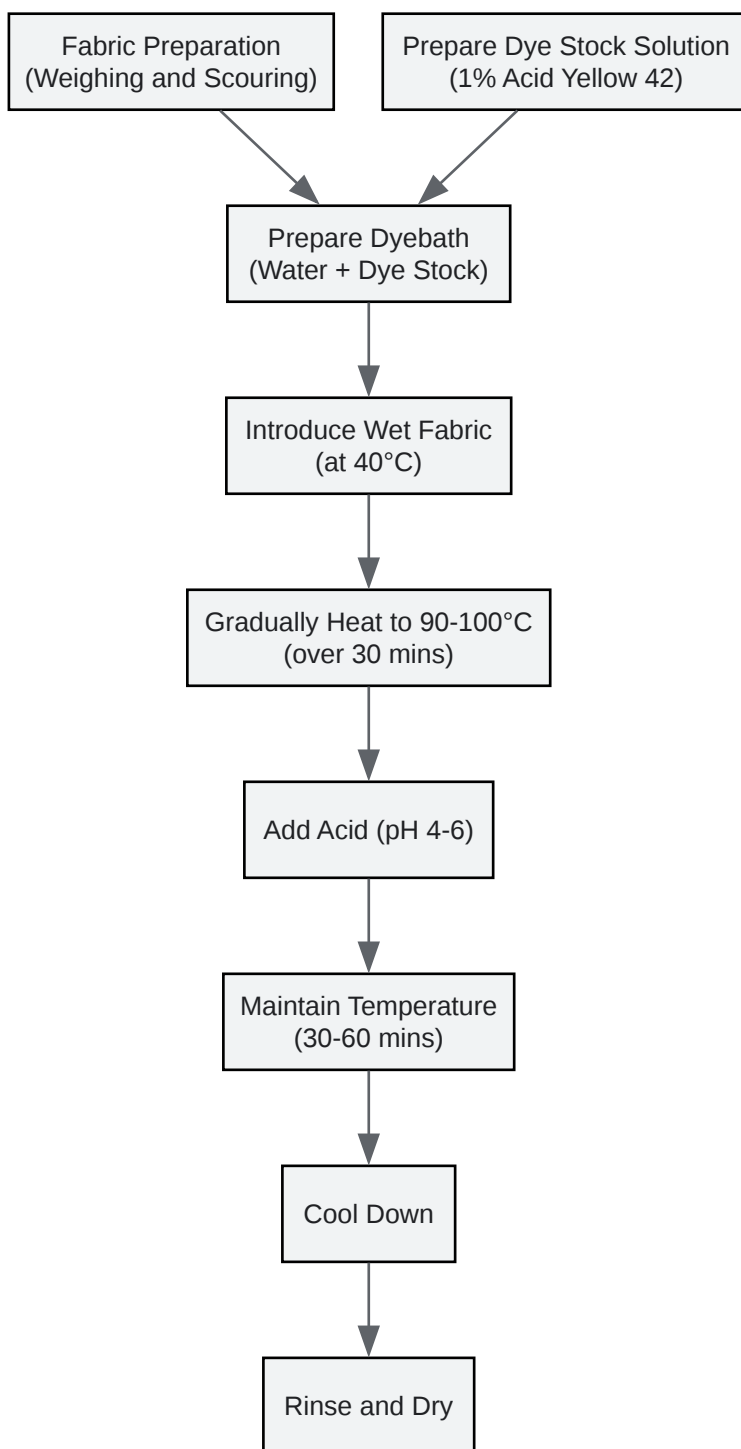 Fabric Preparation
(Weighing and Scouring)
Prepare Dye Stock Solution
(1% Acid Yellow 42)
Prepare Dyebath
(Water + Dye Stock)
Introduce Wet Fabric
(at 40°C)
Gradually Heat to 90-100°C
(over 30 mins)
Add Acid (pH 4-6)
Maintain Temperature
(30-60 mins)
Cool Down
Rinse and Dry